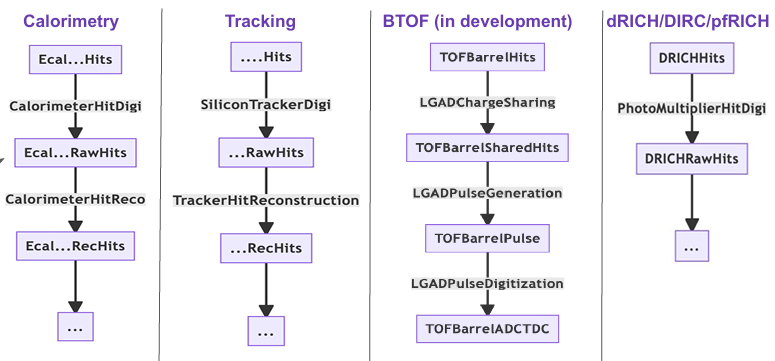 Calorimetry
Ecal...Hits
CalorimeterHitDigi
Ecal...RawHits
CalorimeterHitReco
Ecal...RecHits
...
Tracking
....Hits
SiliconTrackerDigi
...RawHits
TrackerHitReconstruction
...RecHits
...
BTOF (in development)
TOFBarrelHits
LGADChargeSharing
TOFBarrelSharedHits
LGADPulseGeneration
TOFBarrelPulse
LGADPulseDigitization
TOFBarrelADCTDC
dRICH/DIRC/pfRICH
DRICHHits
PhotoMultiplierHitDigi
DRICHRawHits
...